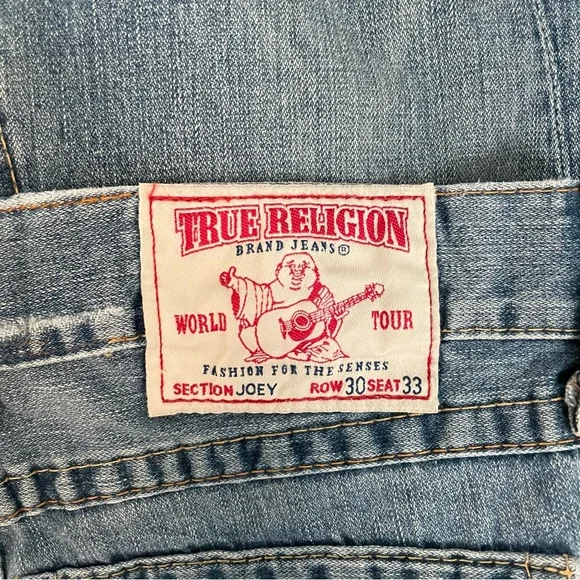 TRUE RELIGION
BRAND JEANS®
WORLD TOUR
FASHION FOR THE SENSES
SECTION JOEY ROW 30 SEAT 33